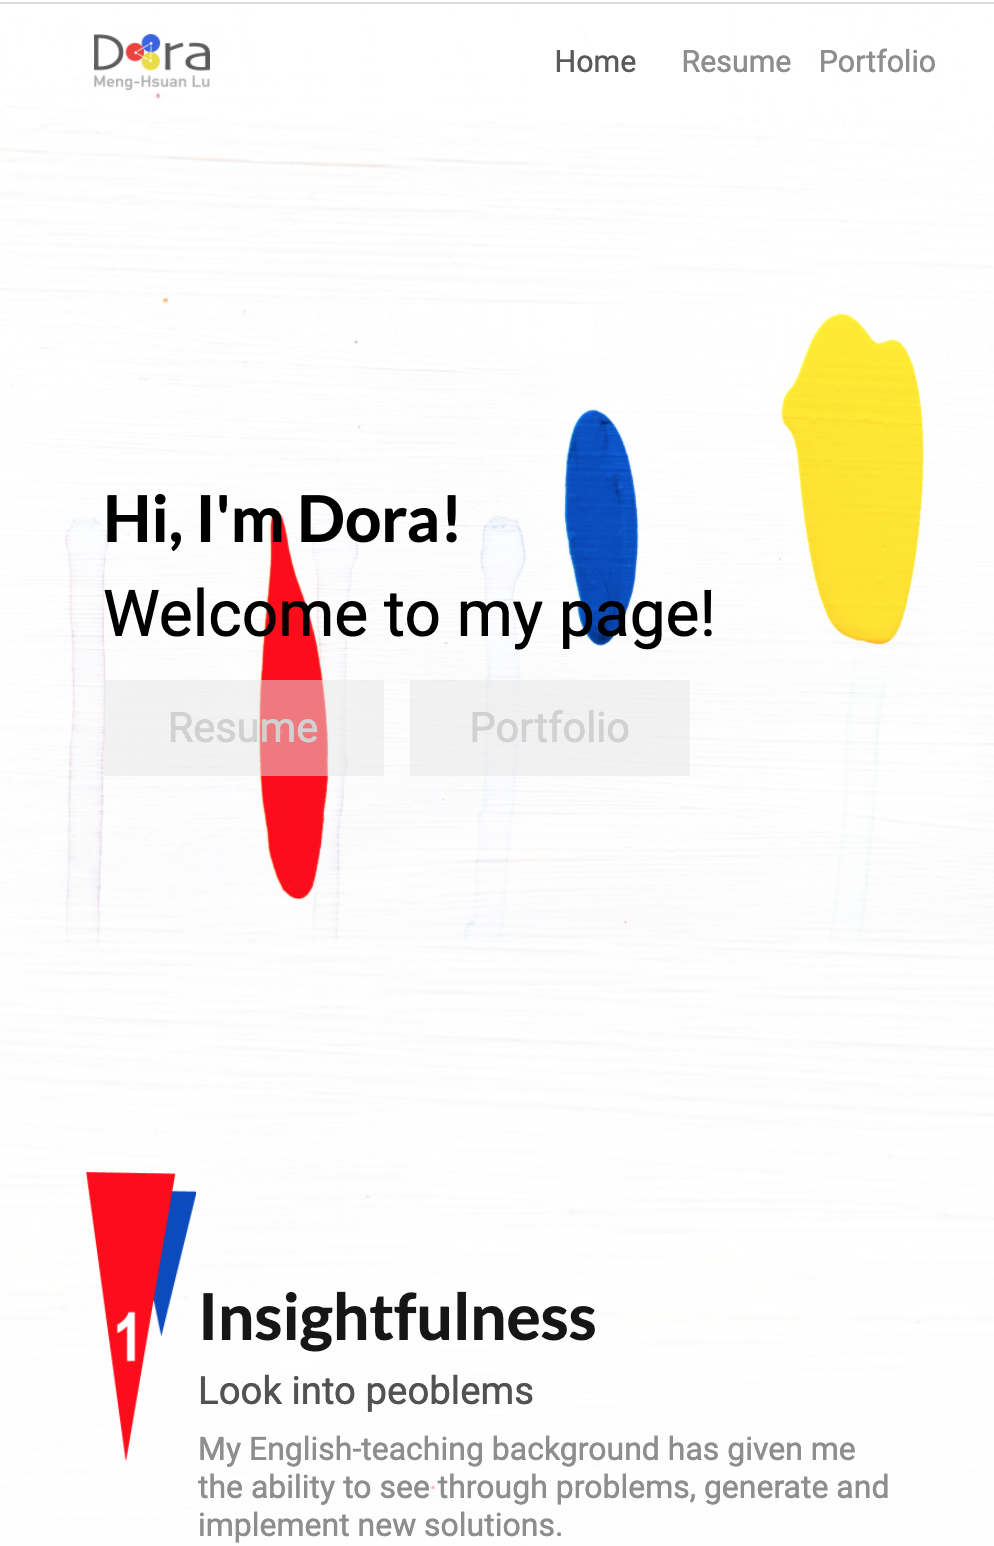 Dora
Meng-Hsuan Lu
Home Resume Portfolio
Hi, I'm Dora!
Welcome to my page!
Resume Portfolio
1
Insightfulness
Look into peoblems
My English-teaching background has given me
the ability to see through problems, generate and
implement new solutions.